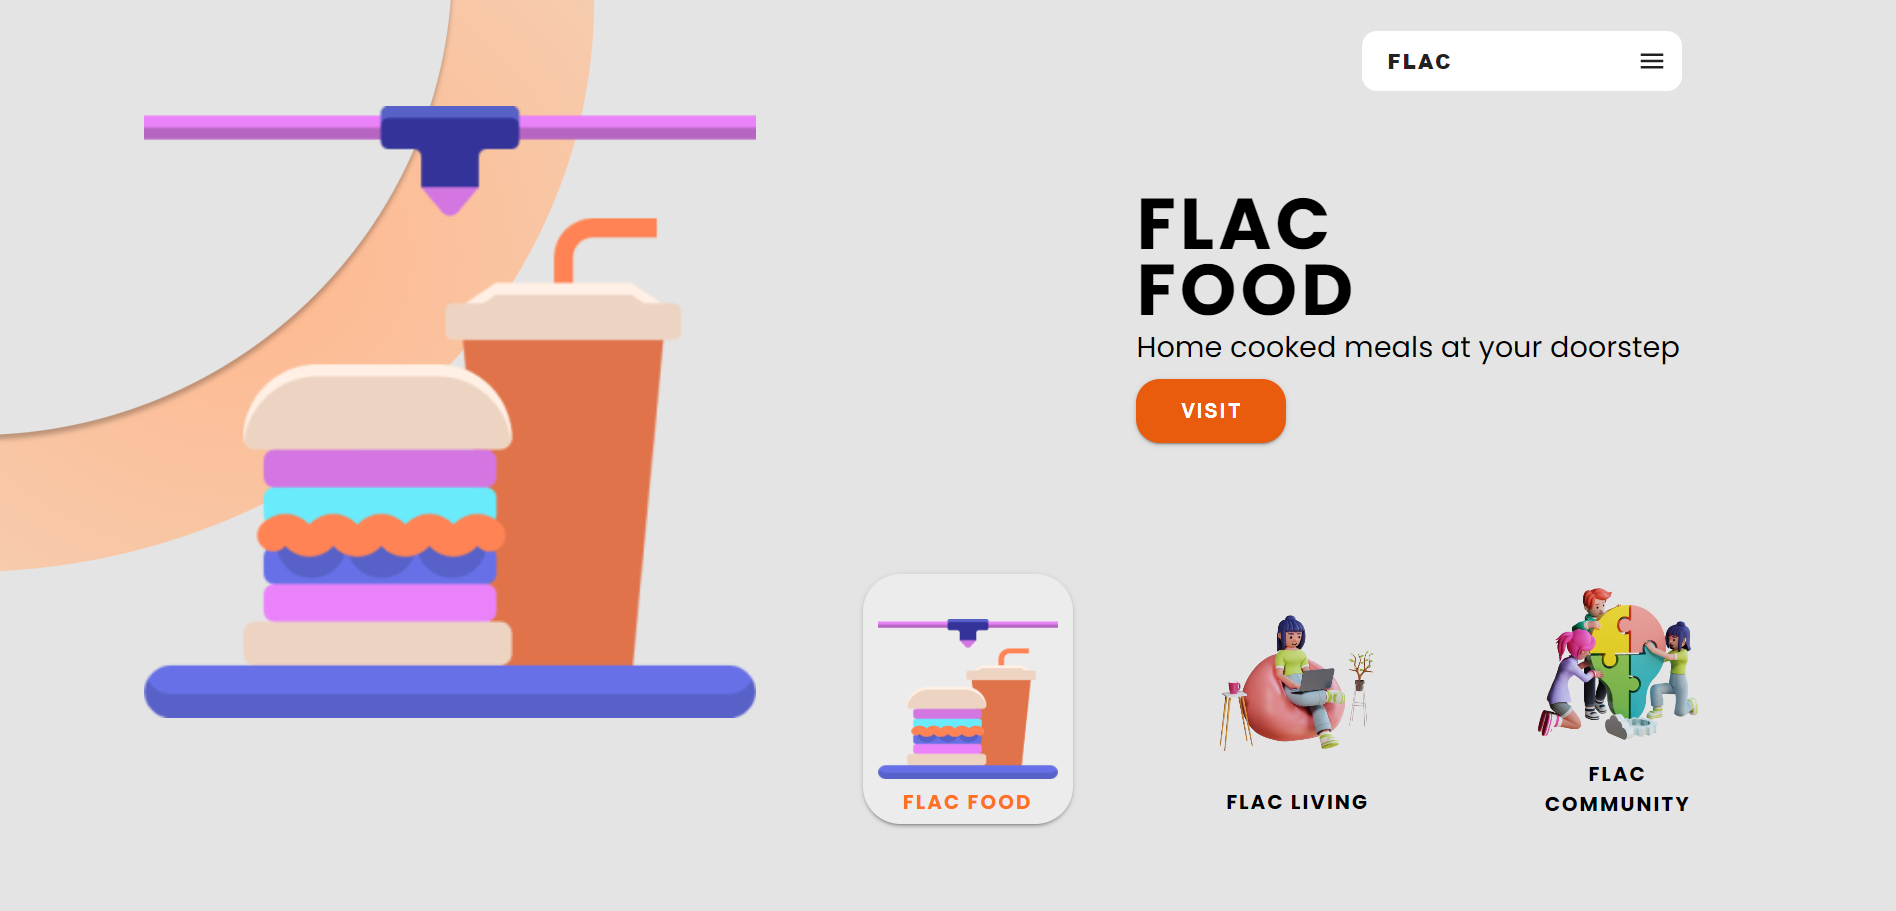 FLAC
FLAC
FOOD
Home cooked meals at your doorstep
VISIT
FLAC FOOD
FLAC LIVING
FLAC
COMMUNITY